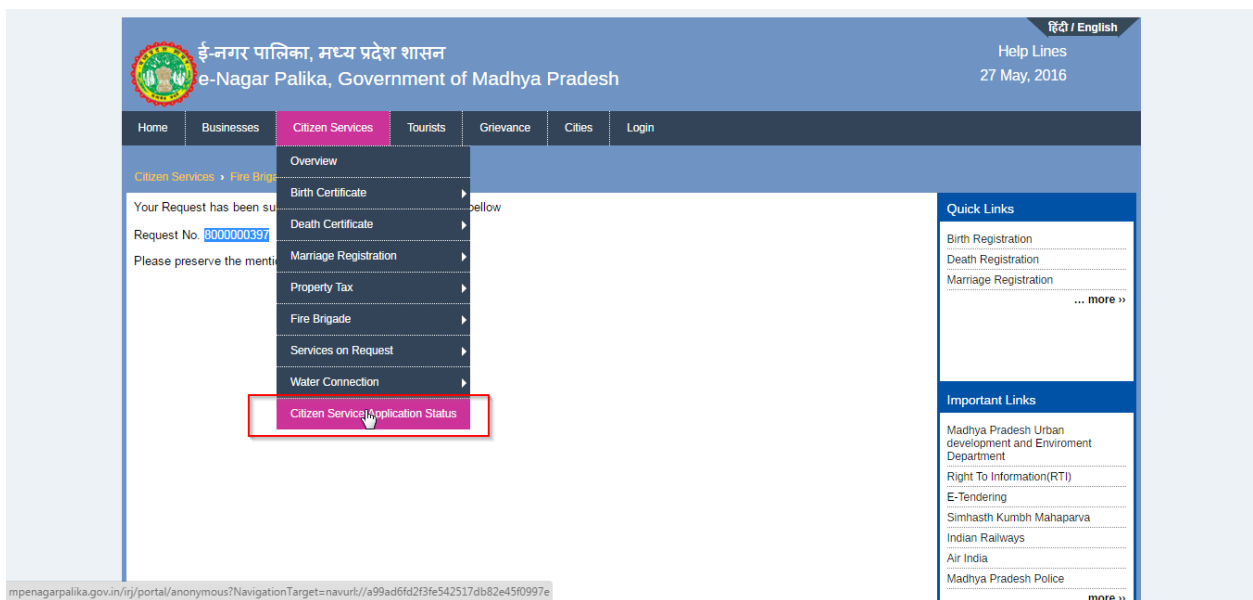 हिंदी / English
ई-नगर पालिका, मध्य प्रदेश शासन
e-Nagar Palika, Government of Madhya Pradesh
Help Lines
27 May, 2016
Home Businesses Citizen Services Tourists Grievance Cities Login
Citizen Services › Fire Briga
Overview
Birth Certificate
Death Certificate
Marriage Registration
Property Tax
Fire Brigade
Services on Request
Water Connection
Citizen Service Application Status
Your Request has been su bellow
Request No. 8000000397
Please preserve the menti
Quick Links
Birth Registration
Death Registration
Marriage Registration
... more ››
Important Links
Madhya Pradesh Urban
development and Enviroment
Department
Right To Information(RTI)
E-Tendering
Simhasth Kumbh Mahaparva
Indian Railways
Air India
Madhya Pradesh Police
more ››
mpenagarpalika.gov.in/irj/portal/anonymous?NavigationTarget=navurl://a99ad6fd2f3fe542517db82e45f0997e